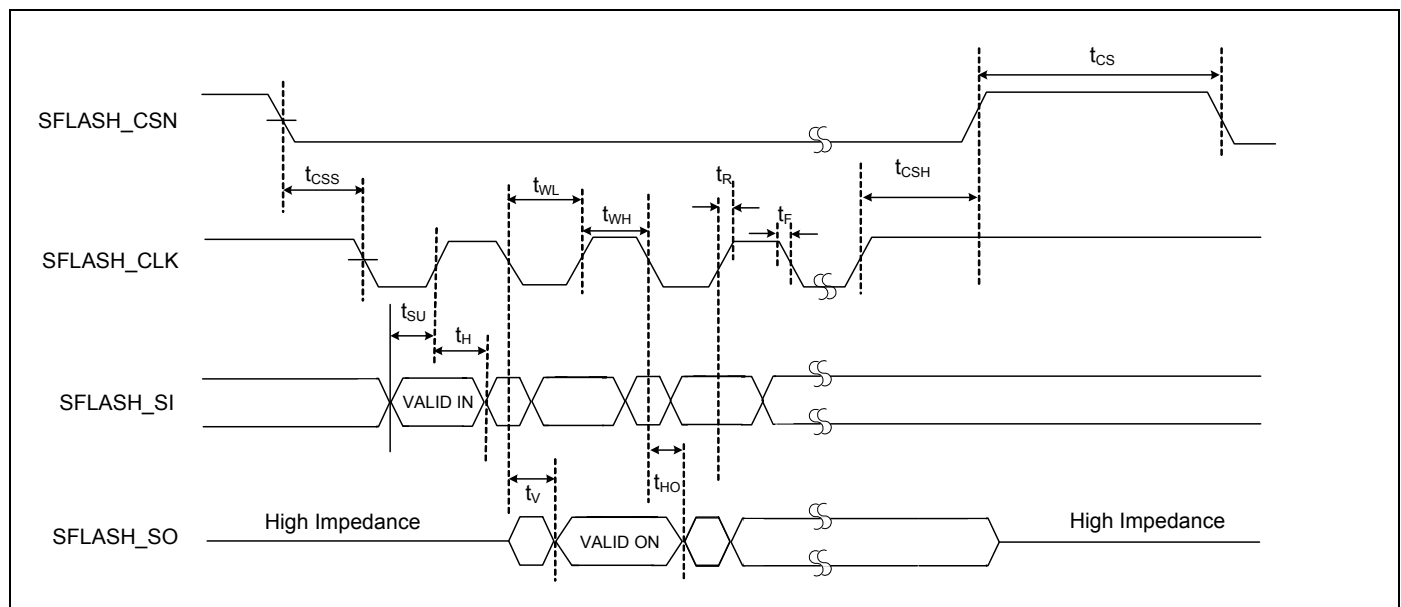 tCS
SFLASH_CSN
tCSS
tWL
tWH
tR
tF
tCSH
SFLASH_CLK
tSU
tH
SFLASH_SI
VALID IN
tV
tHO
SFLASH_SO
High Impedance
VALID ON
High Impedance